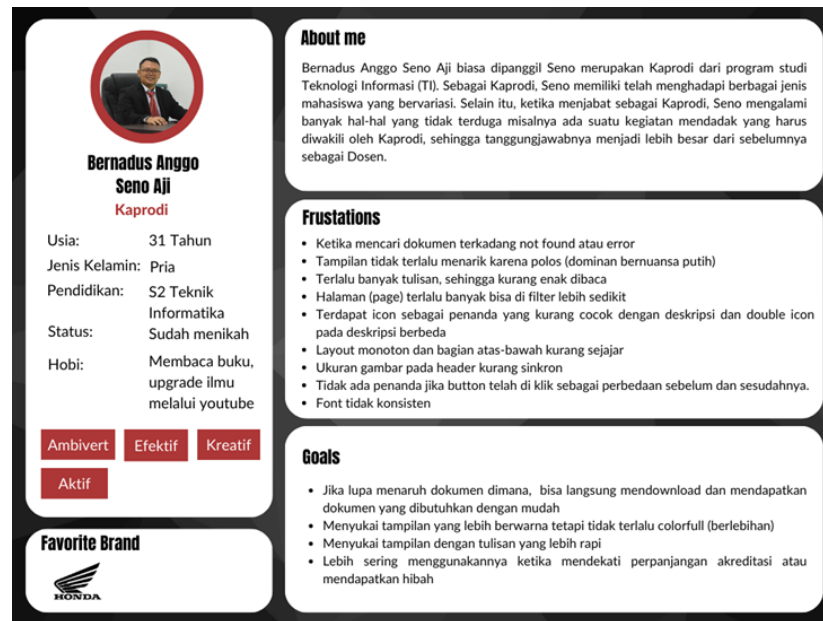 Bernadus Anggo
Seno Aji
Kaprodi
Usia: 31 Tahun
Jenis Kelamin: Pria
Pendidikan: S2 Teknik
Informatika
Status: Sudah menikah
Hobi: Membaca buku,
upgrade ilmu
melalui youtube
Ambivert Efektif Kreatif
Aktif
Favorite Brand
HONDA
About me
Bernadus Anggo Seno Aji biasa dipanggil Seno merupakan Kaprodi dari program studi
Teknologi Informasi (TI). Sebagai Kaprodi, Seno memiliki telah menghadapi berbagai jenis
mahasiswa yang bervariasi. Selain itu, ketika menjabat sebagai Kaprodi, Seno mengalami
banyak hal-hal yang tidak terduga misalnya ada suatu kegiatan mendadak yang harus
diwakili oleh Kaprodi, sehingga tanggungjawabnya menjadi lebih besar dari sebelumnya
sebagai Dosen.
Frustations
• Ketika mencari dokumen terkadang not found atau error
• Tampilan tidak terlalu menarik karena polos (dominan bernuansa putih)
• Terlalu banyak tulisan, sehingga kurang enak dibaca
• Halaman (page) terlalu banyak bisa di filter lebih sedikit
• Terdapat icon sebagai penanda yang kurang cocok dengan deskripsi dan double icon
pada deskripsi berbeda
• Layout monoton dan bagian atas-bawah kurang sejajar
• Ukuran gambar pada header kurang sinkron
• Tidak ada penanda jika button telah di klik sebagai perbedaan sebelum dan sesudahnya.
• Font tidak konsisten
Goals
• Jika lupa menaruh dokumen dimana, bisa langsung mendownload dan mendapatkan
dokumen yang dibutuhkan dengan mudah
• Menyukai tampilan yang lebih berwarna tetapi tidak terlalu colorfull (berlebihan)
• Menyukai tampilan dengan tulisan yang lebih rapi
• Lebih sering menggunakannya ketika mendekati perpanjangan akreditasi atau
mendapatkan hibah